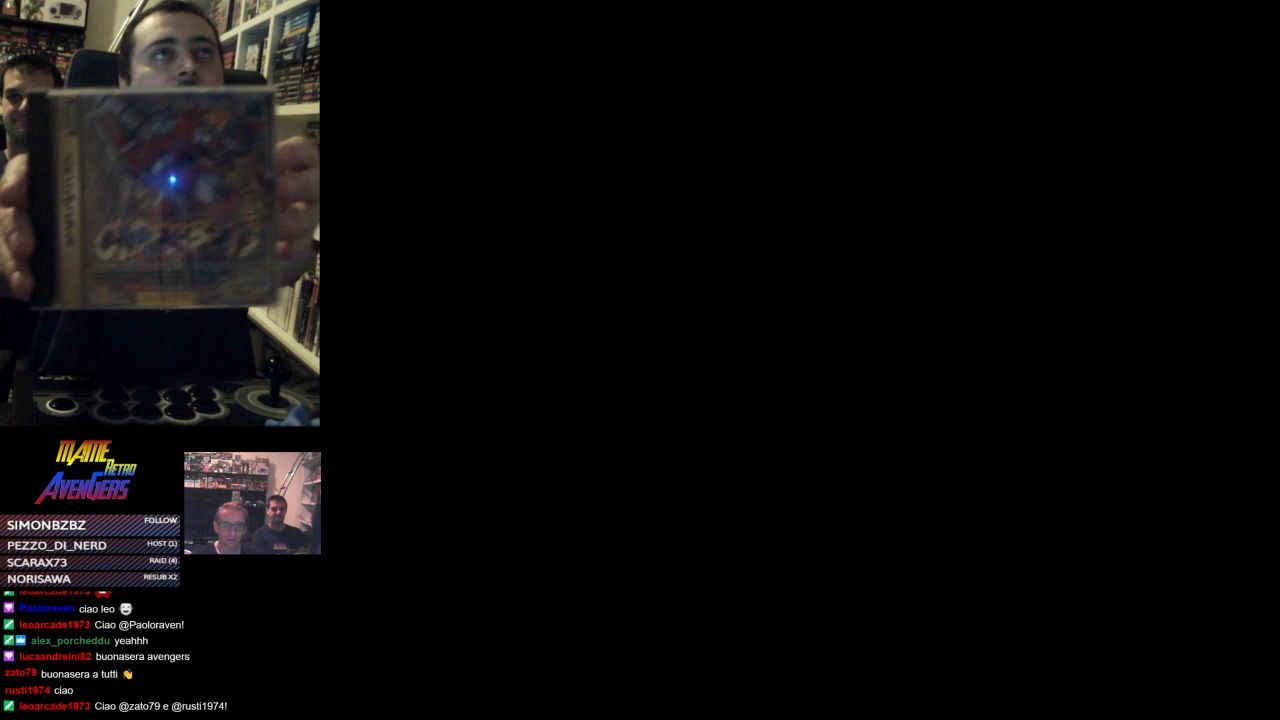 MAME
RETRO
AVENGERS
SIMONBZBZ FOLLOW
PEZZO_DI_NERD HOST (1)
SCARAX73 RAID (4)
NORISAWA RESUB X2
leoarcade1973
Paoloraven ciao leo
leoarcade1973 Ciao @Paoloraven!
alex_porcheddu yeahhh
lucaandreini82 buonasera avengers
zato79 buonasera a tutti
rusti1974 ciao
leoarcade1973 Ciao @zato79 e @rusti1974!